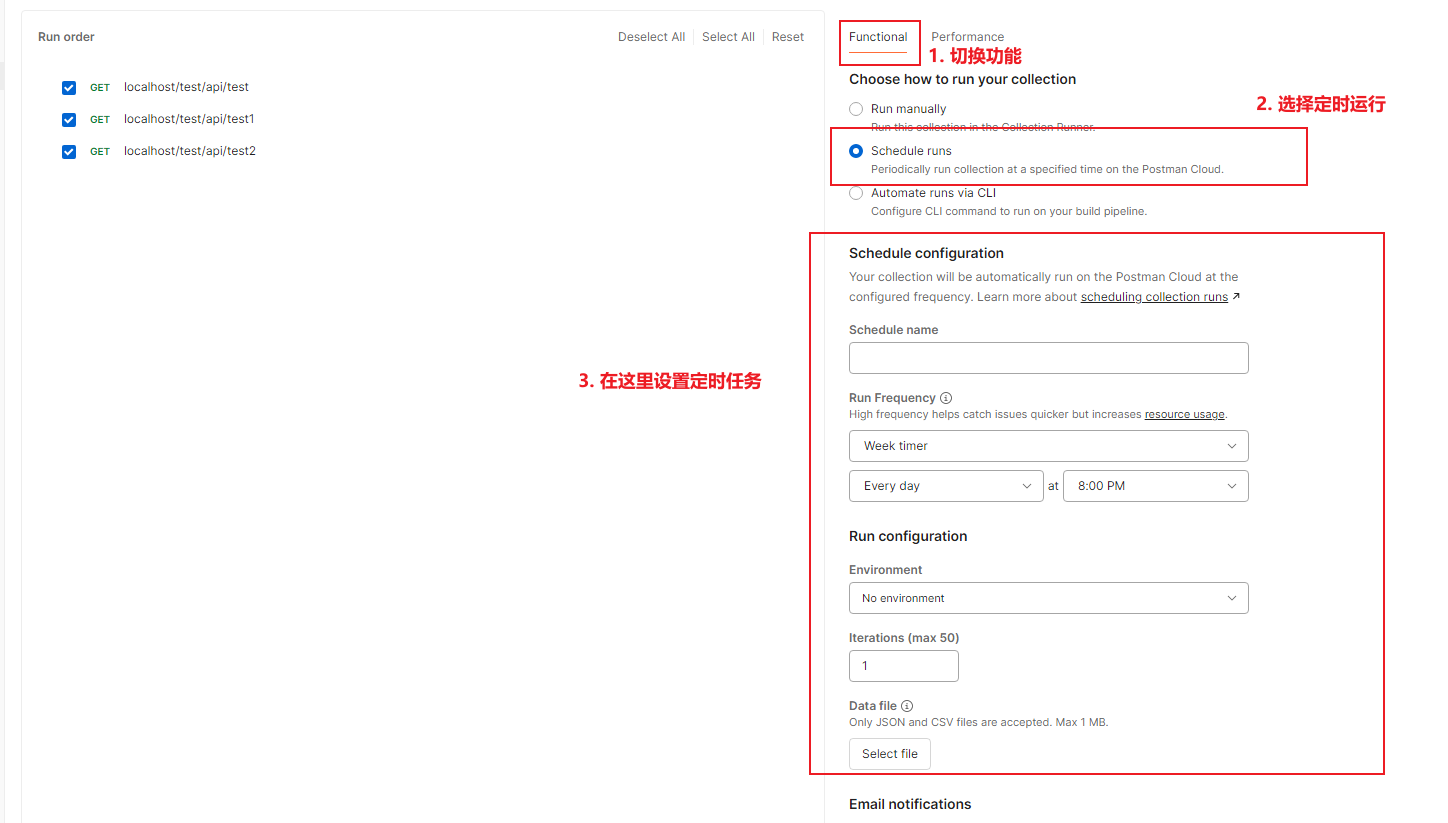 Run order
Deselect All
Select All
Reset
GET localhost/test/api/test
GET localhost/test/api/test1
GET localhost/test/api/test2
Functional
Performance
1. 切换功能
Choose how to run your collection
2. 选择定时运行
Run manually
Run this collection in the Collection Runner.
Schedule runs
Periodically run collection at a specified time on the Postman Cloud.
Automate runs via CLI
Configure CLI command to run on your build pipeline.
Schedule configuration
Your collection will be automatically run on the Postman Cloud at the
configured frequency. Learn more about scheduling collection runs ↗
Schedule name
3. 在这里设置定时任务
Run Frequency
High frequency helps catch issues quicker but increases resource usage.
Week timer
Every day at 8:00 PM
Run configuration
Environment
No environment
Iterations (max 50)
1
Data file
Only JSON and CSV files are accepted. Max 1 MB.
Select file
Email notifications